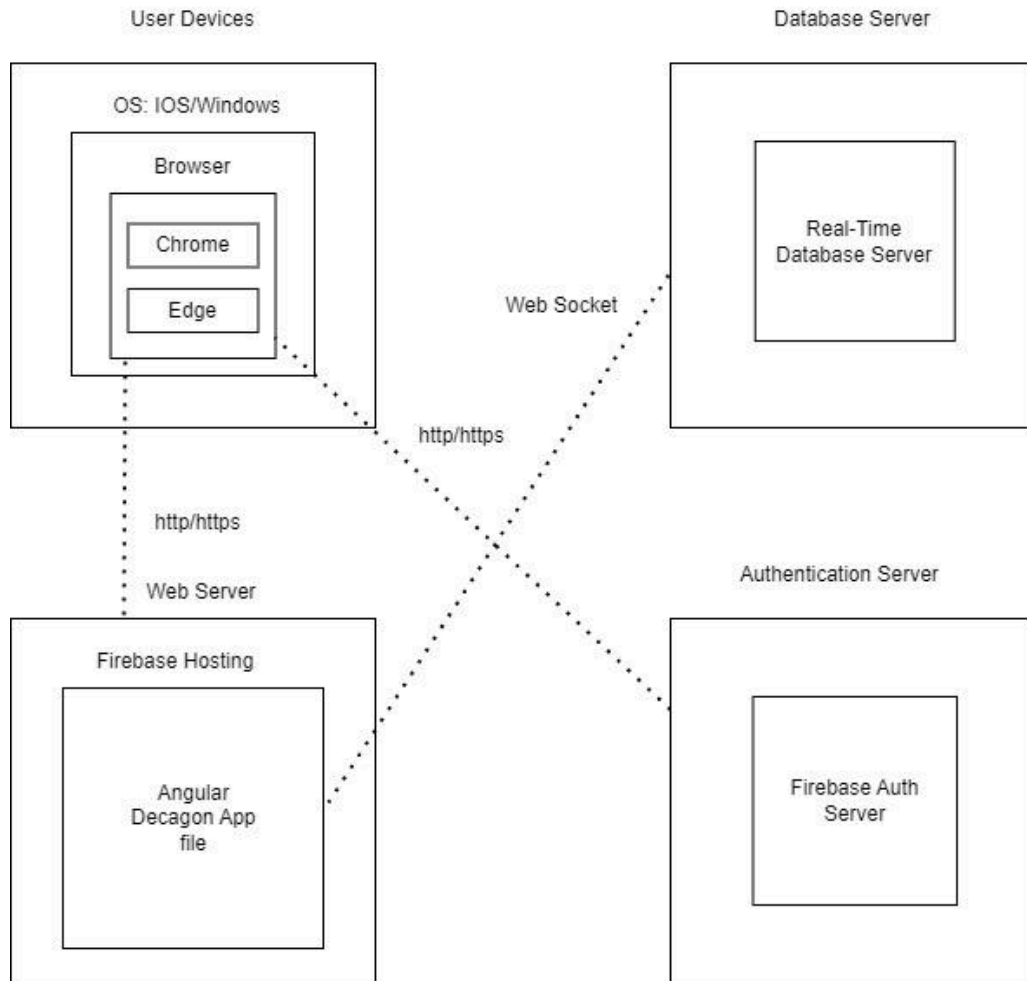 User Devices
Database Server
OS: IOS/Windows
Browser
Chrome
Edge
Real-Time
Database Server
Web Socket
http/https
http/https
Web Server
Authentication Server
Firebase Hosting
Angular
Decagon App
file
Firebase Auth
Server